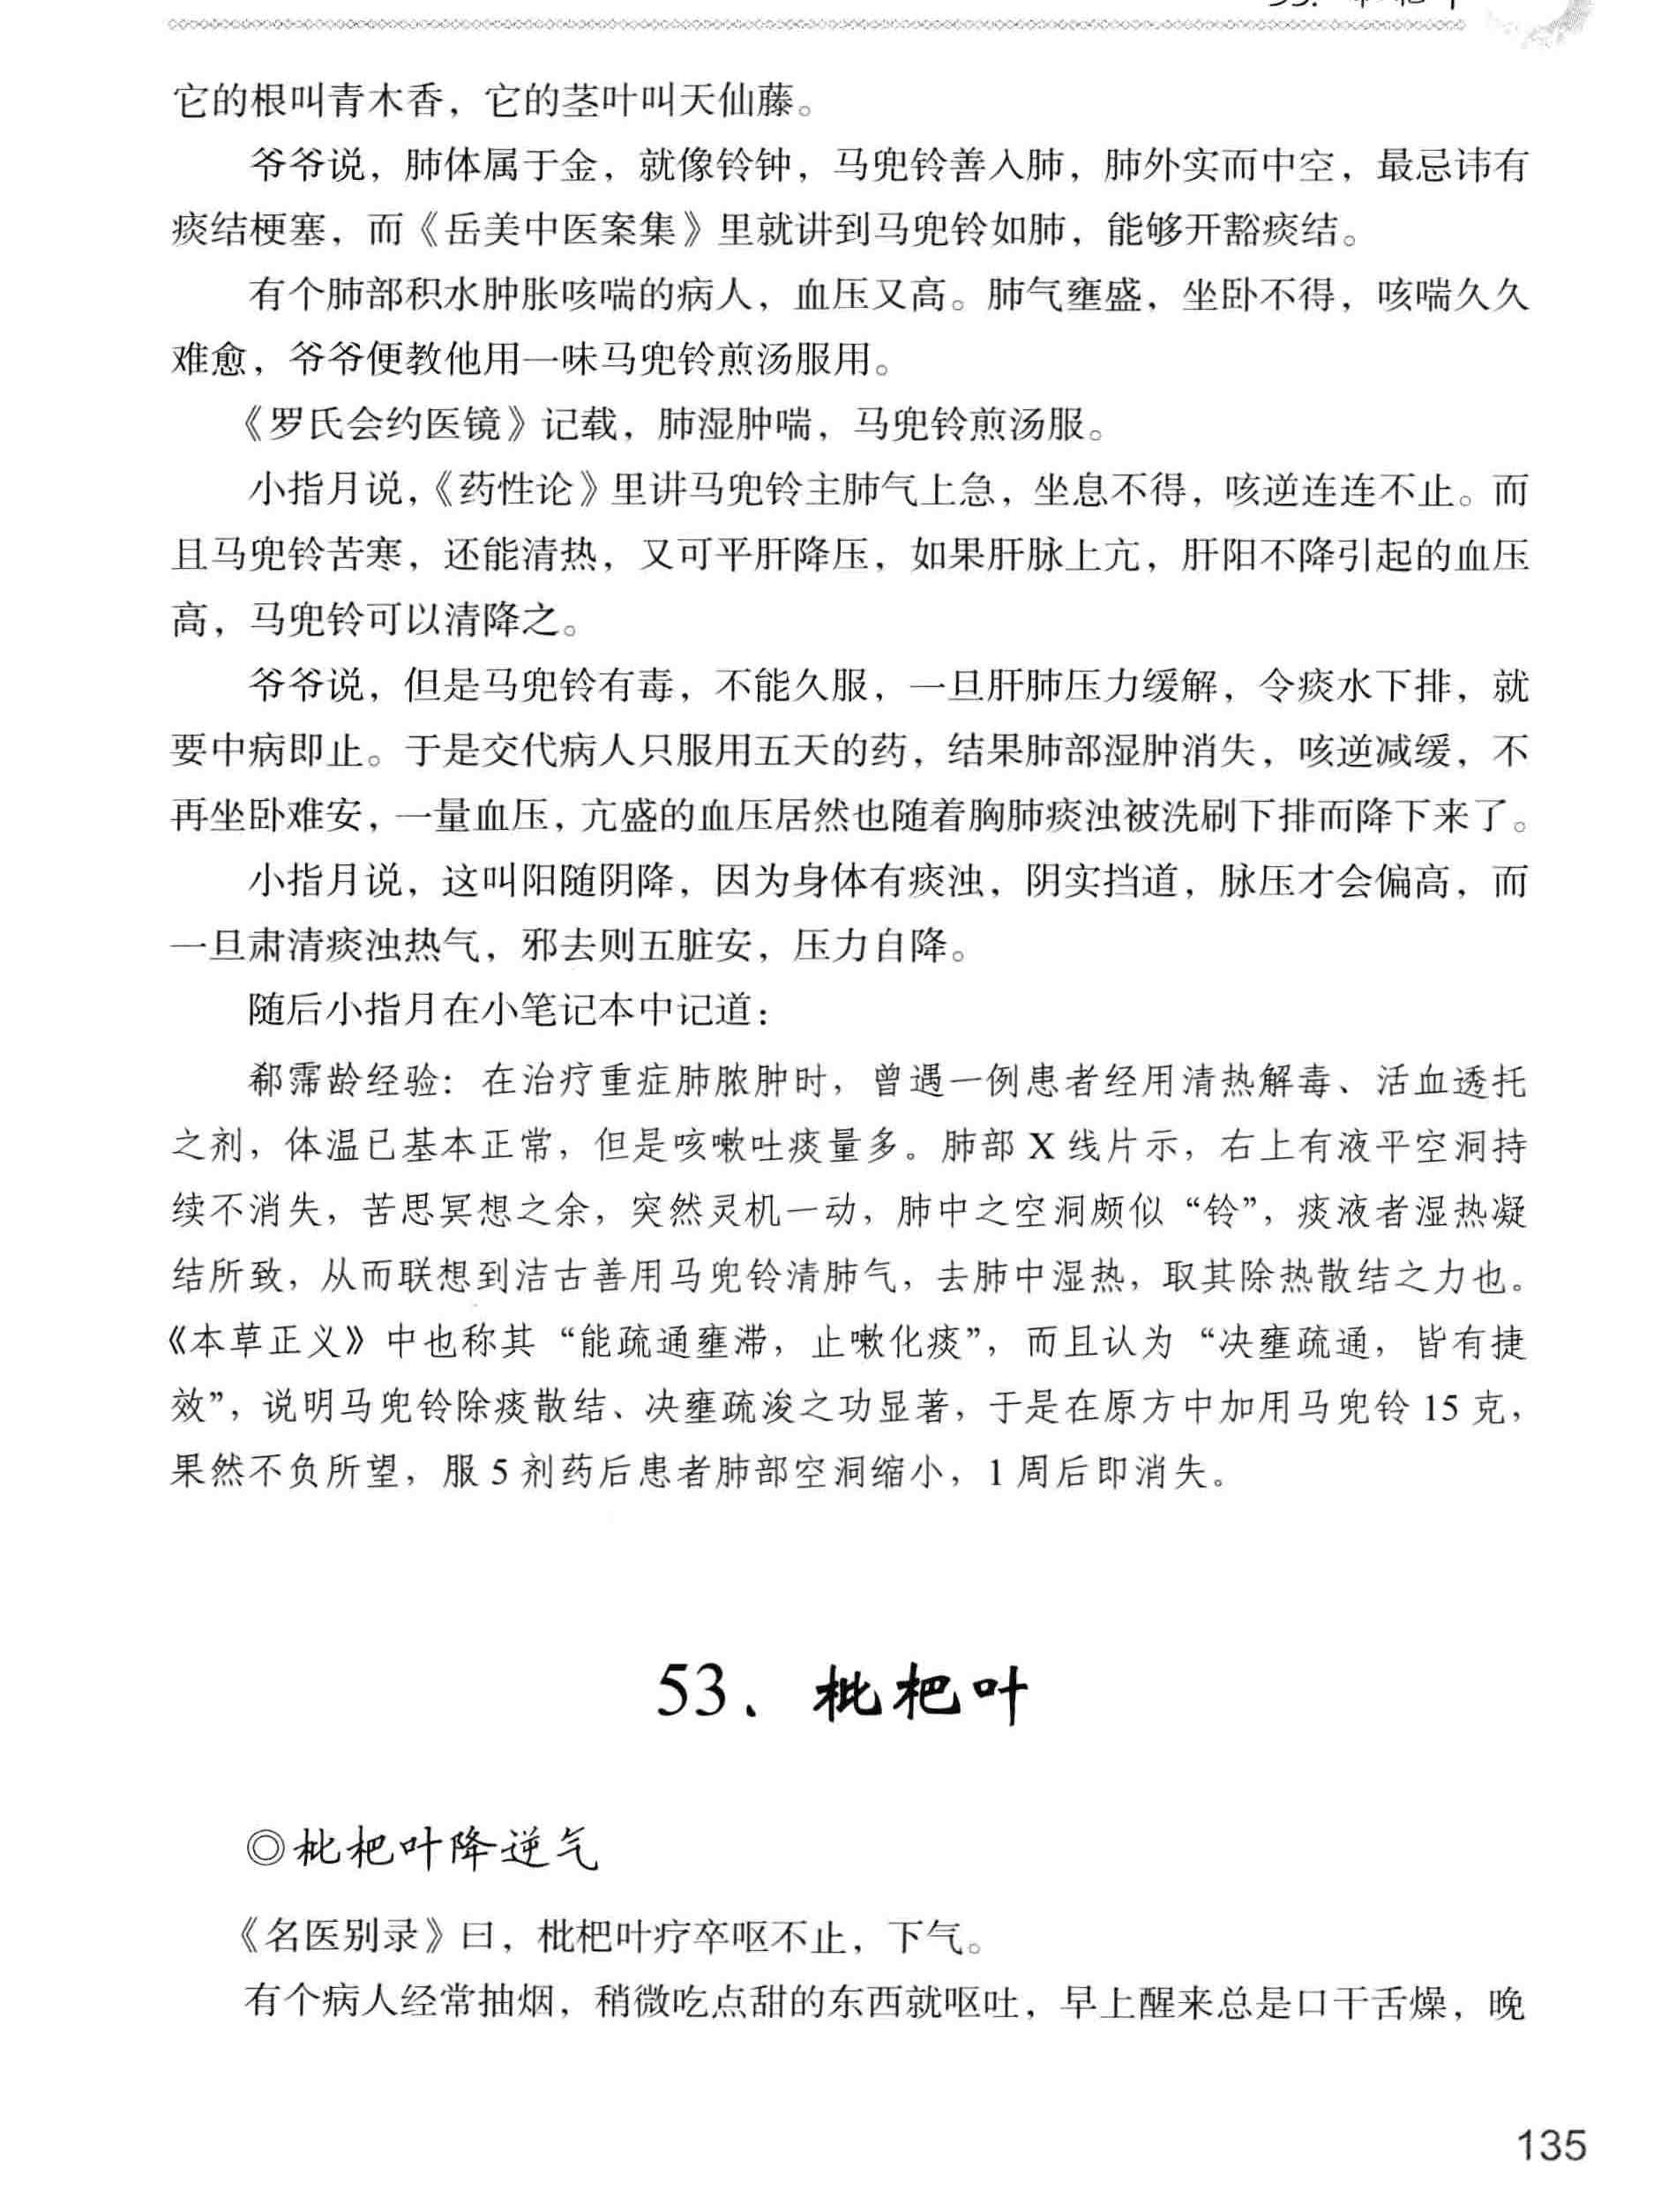 它的根叫青木香，它的茎叶叫天仙藤。
爷爷说，肺体属于金，就像铃钟，马兜铃善入肺，肺外实而中空，最忌讳有
痰结梗塞，而《岳美中医案集》里就讲到马兜铃如肺，能够开豁痰结。
有个肺部积水肿胀咳喘的病人，血压又高。肺气壅盛，坐卧不得，咳喘久久
难愈，爷爷便教他用一味马兜铃煎汤服用。
《罗氏会约医镜》记载，肺湿肿喘，马兜铃煎汤服。
小指月说，《药性论》里讲马兜铃主肺气上急，坐息不得，咳逆连连不止。而
且马兜铃苦寒，还能清热，又可平肝降压，如果肝脉上亢，肝阳不降引起的血压
高，马兜铃可以清降之。
爷爷说，但是马兜铃有毒，不能久服，一旦肝肺压力缓解，令痰水下排，就
要中病即止。于是交代病人只服用五天的药，结果肺部湿肿消失，咳逆减缓，不
再坐卧难安，一量血压，亢盛的血压居然也随着胸肺痰浊被洗刷下排而降下来了。
小指月说，这叫阳随阴降，因为身体有痰浊，阴实挡道，脉压才会偏高，而
一旦肃清痰浊热气，邪去则五脏安，压力自降。
随后小指月在小笔记本中记道：
郗霈龄经验：在治疗重症肺脓肿时，曾遇一例患者经用清热解毒、活血透托
之剂，体温已基本正常，但是咳嗽吐痰量多。肺部 X 线片示，右上有液平空洞持
续不消失，苦思冥想之余，突然灵机一动，肺中之空洞颇似“铃”，痰液者湿热凝
结所致，从而联想到洁古善用马兜铃清肺气，去肺中湿热，取其除热散结之力也。
《本草正义》中也称其“能疏通壅滞，止嗽化痰”，而且认为“决壅疏通，皆有捷
效”，说明马兜铃除痰散结、决壅疏浚之功显著，于是在原方中加用马兜铃 15 克，
果然不负所望，服 5 剂药后患者肺部空洞缩小，1 周后即消失。
53、枇杷叶
◎枇杷叶降逆气
《名医别录》曰，枇杷叶疗卒呕不止，下气。
有个病人经常抽烟，稍微吃点甜的东西就呕吐，早上醒来总是口干舌燥，晚
135